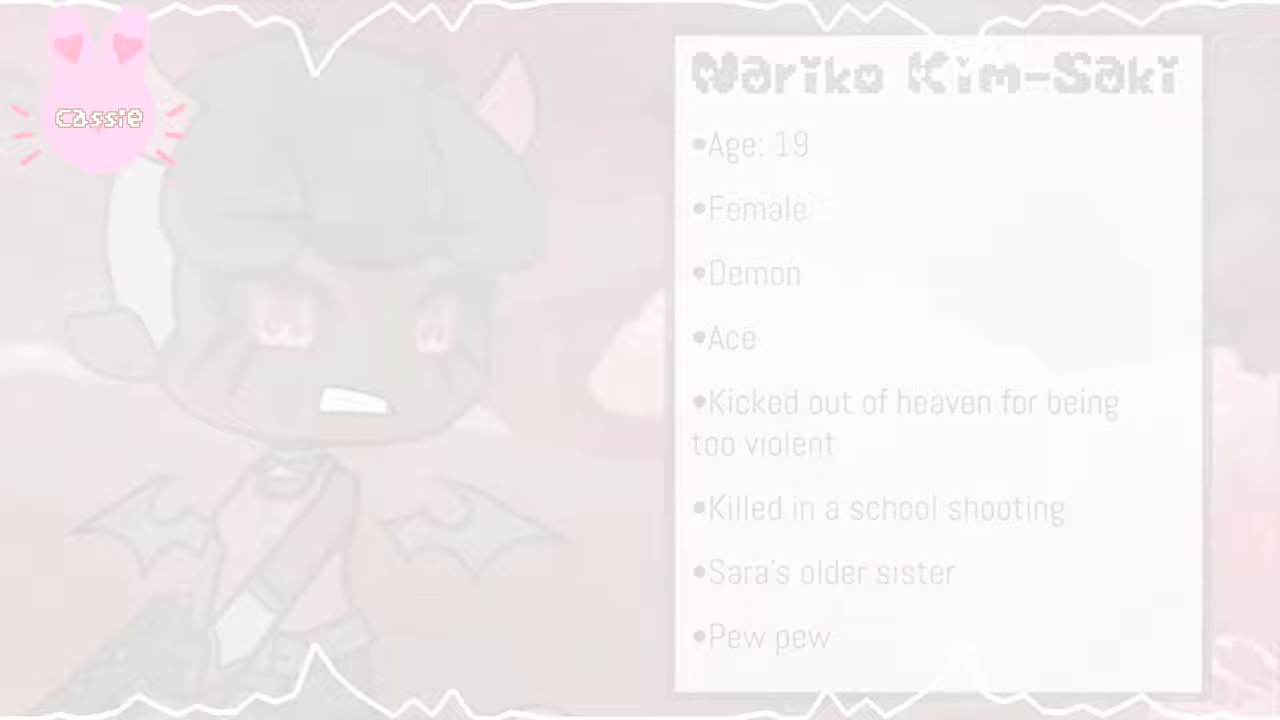 cassie
Wariko Kim-Saki
•Age: 19
•Female
•Demon
•Ace
•Kicked out of heaven for being
too violent
•Killed in a school shooting
•Sara's older sister
•Pew pew